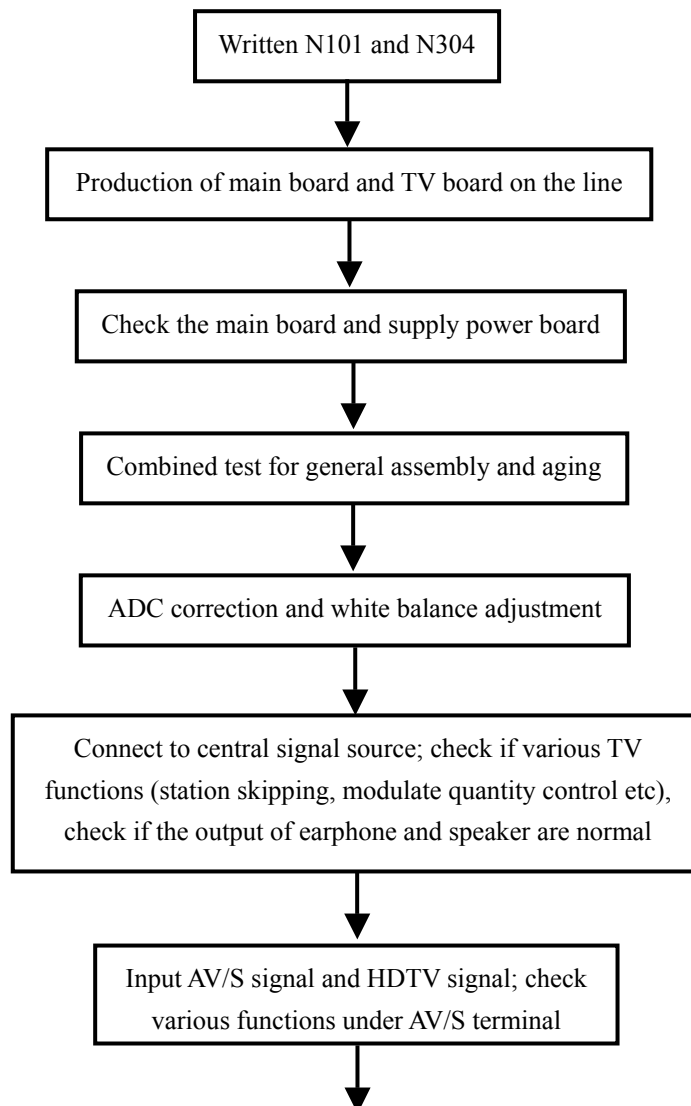 Written N101 and N304
Production of main board and TV board on the line
Check the main board and supply power board
Combined test for general assembly and aging
ADC correction and white balance adjustment
Connect to central signal source; check if various TV
functions (station skipping, modulate quantity control etc),
check if the output of earphone and speaker are normal
Input AV/S signal and HDTV signal; check
various functions under AV/S terminal